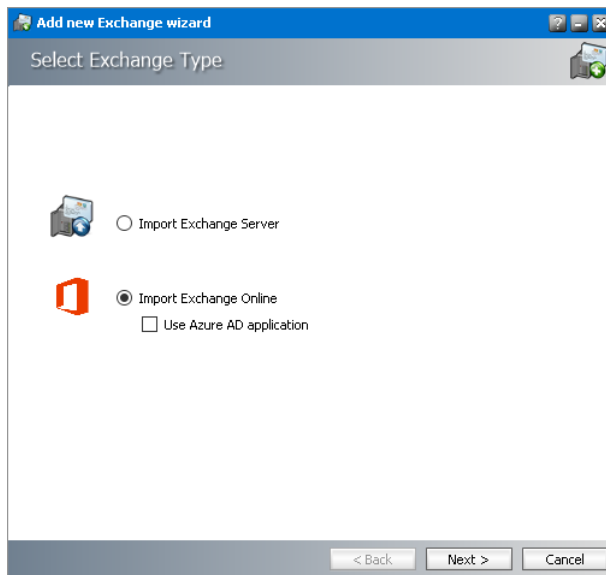 Add new Exchange wizard
Select Exchange Type
Import Exchange Server
Import Exchange Online
Use Azure AD application
< Back Next > Cancel